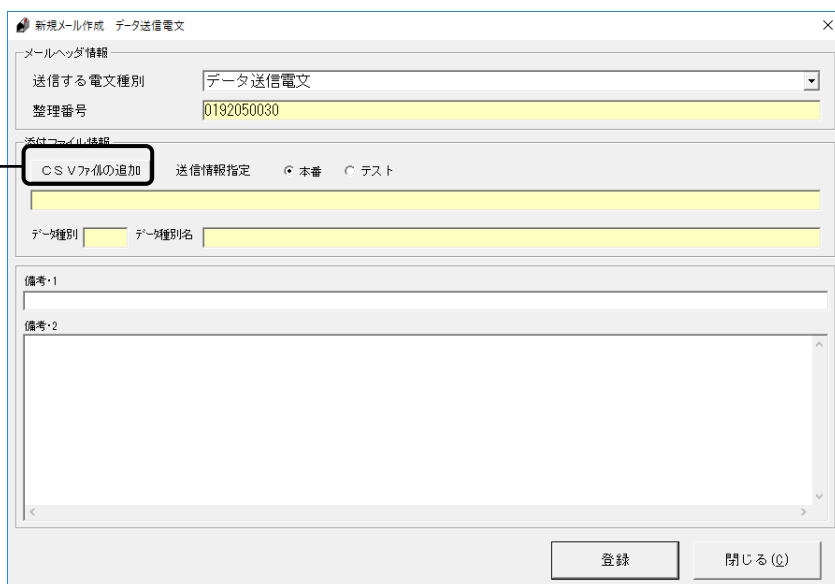 新規メール作成 データ送信電文
メールヘッダ情報
送信する電文種別 データ送信電文
整理番号 0192050030
添付ファイル情報
ＣＳＶﾌｧｲﾙの追加 送信情報指定 本番 テスト
ﾃﾞｰﾀ種別 ﾃﾞｰﾀ種別名
備考・1
備考・2
登録 閉じる(C)